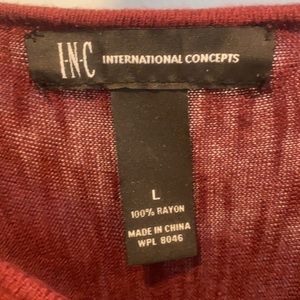 I·N·C INTERNATIONAL CONCEPTS
L
100% RAYON
MADE IN CHINA
WPL 8046